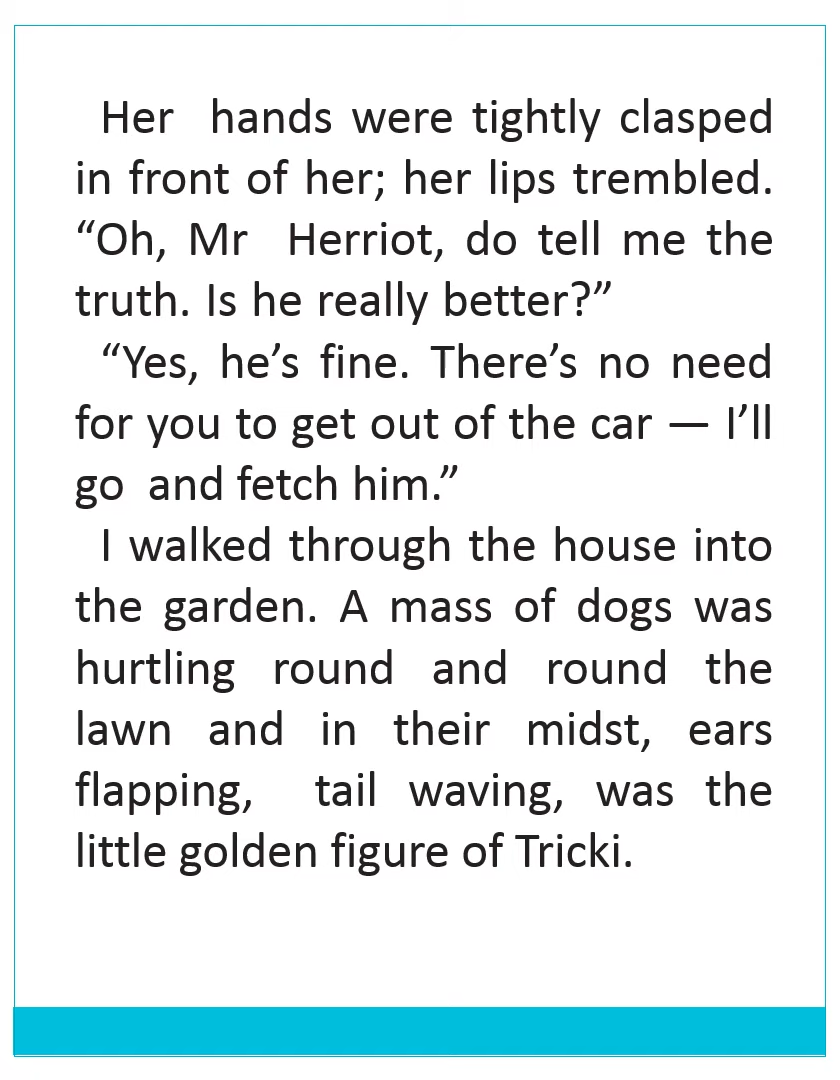 Her hands were tightly clasped
in front of her; her lips trembled.
“Oh, Mr Herriot, do tell me the
truth. Is he really better?”
“Yes, he’s fine. There’s no need
for you to get out of the car — I’ll
go and fetch him.”
I walked through the house into
the garden. A mass of dogs was
hurtling round and round the
lawn and in their midst, ears
flapping, tail waving, was the
little golden figure of Tricki.